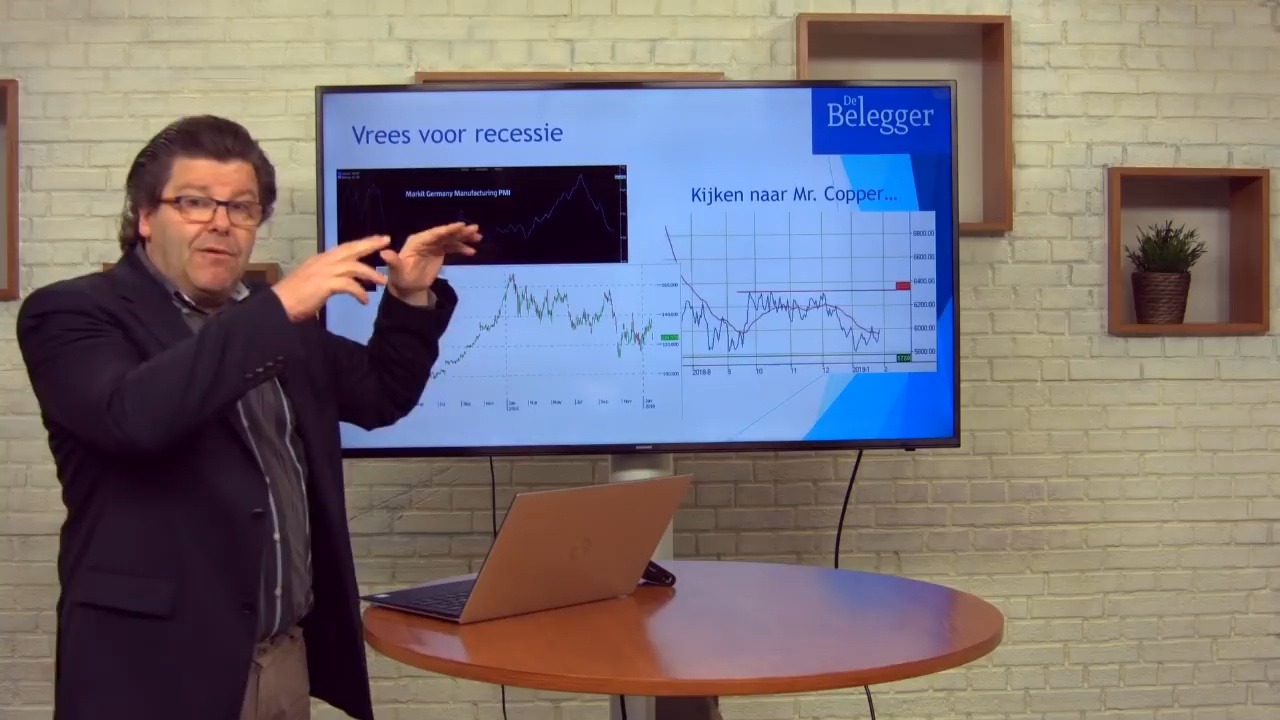 De
Belegger
Vrees voor recessie
Markit Germany Manufacturing PMI
Kijken naar Mr. Copper...
6800.00
6600.00
6400.00
6200.00
6000.00
5800.00
2018-8 9 10 11 12 2019/1 2